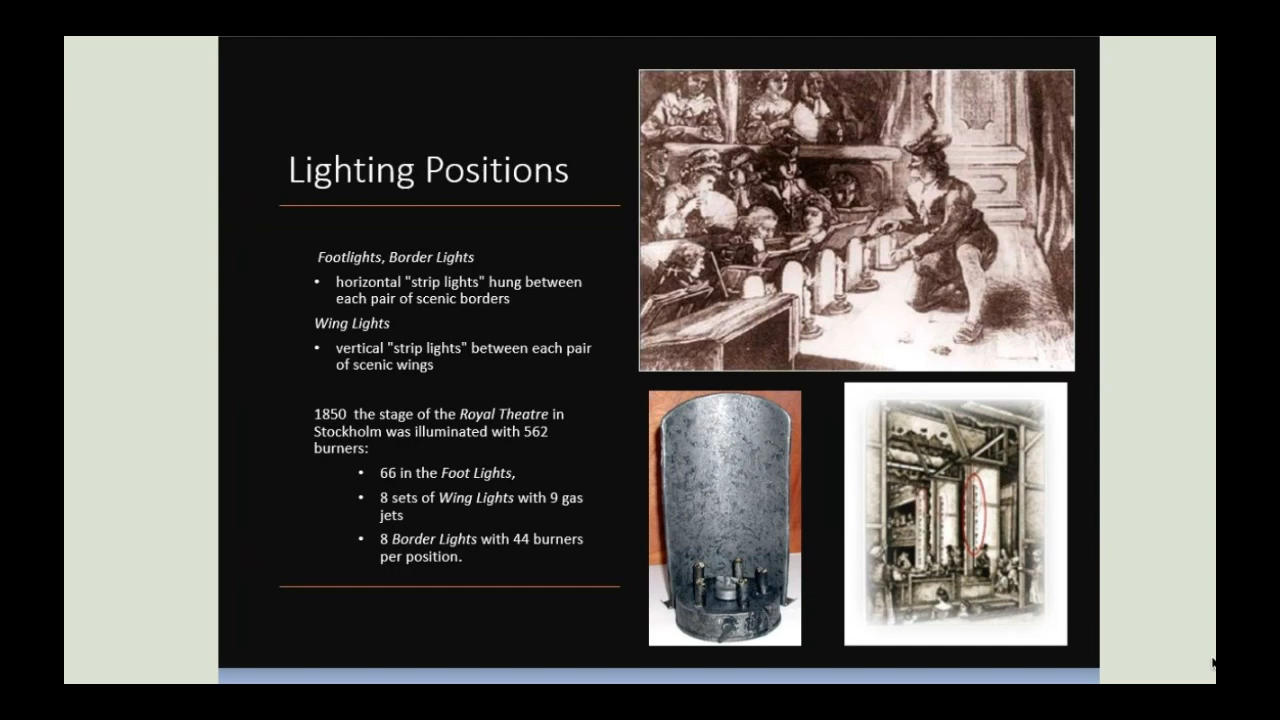 Lighting Positions
Footlights, Border Lights
• horizontal "strip lights" hung between
each pair of scenic borders
Wing Lights
• vertical "strip lights" between each pair
of scenic wings
1850 the stage of the Royal Theatre in
Stockholm was illuminated with 562
burners:
• 66 in the Foot Lights,
• 8 sets of Wing Lights with 9 gas
jets
• 8 Border Lights with 44 burners
per position.